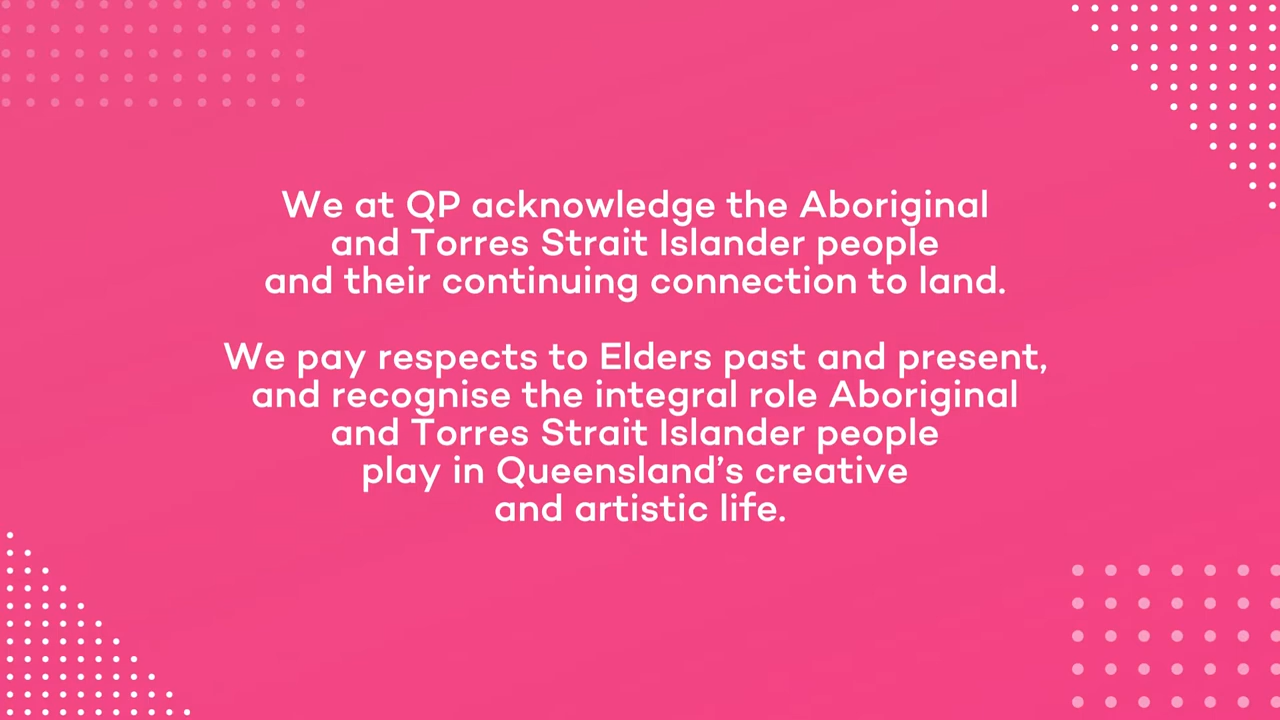 We at QP acknowledge the Aboriginal
and Torres Strait Islander people
and their continuing connection to land.
We pay respects to Elders past and present,
and recognise the integral role Aboriginal
and Torres Strait Islander people
play in Queensland’s creative
and artistic life.